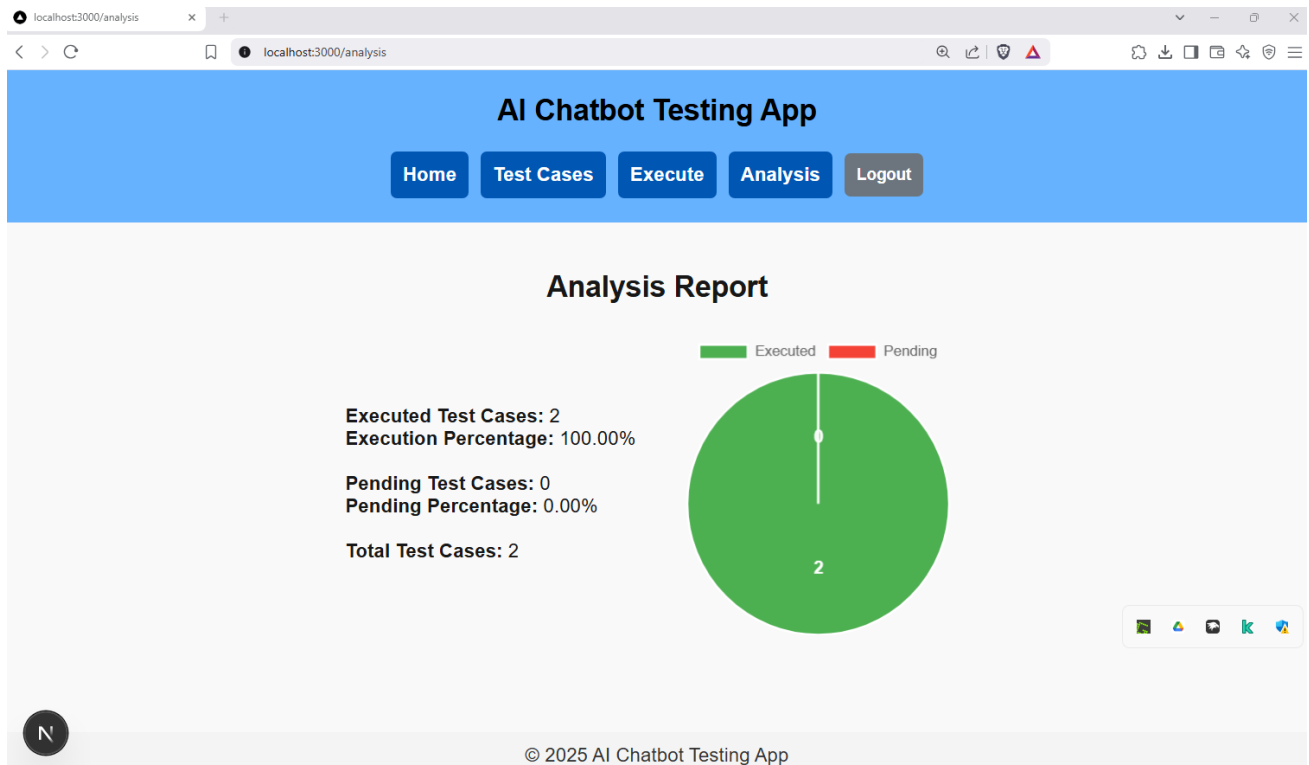 localhost:3000/analysis
localhost:3000/analysis
AI Chatbot Testing App
Home Test Cases Execute Analysis Logout
Analysis Report
Executed Pending
Executed Test Cases: 2
Execution Percentage: 100.00%
Pending Test Cases: 0
Pending Percentage: 0.00%
Total Test Cases: 2
0
2
N
© 2025 AI Chatbot Testing App